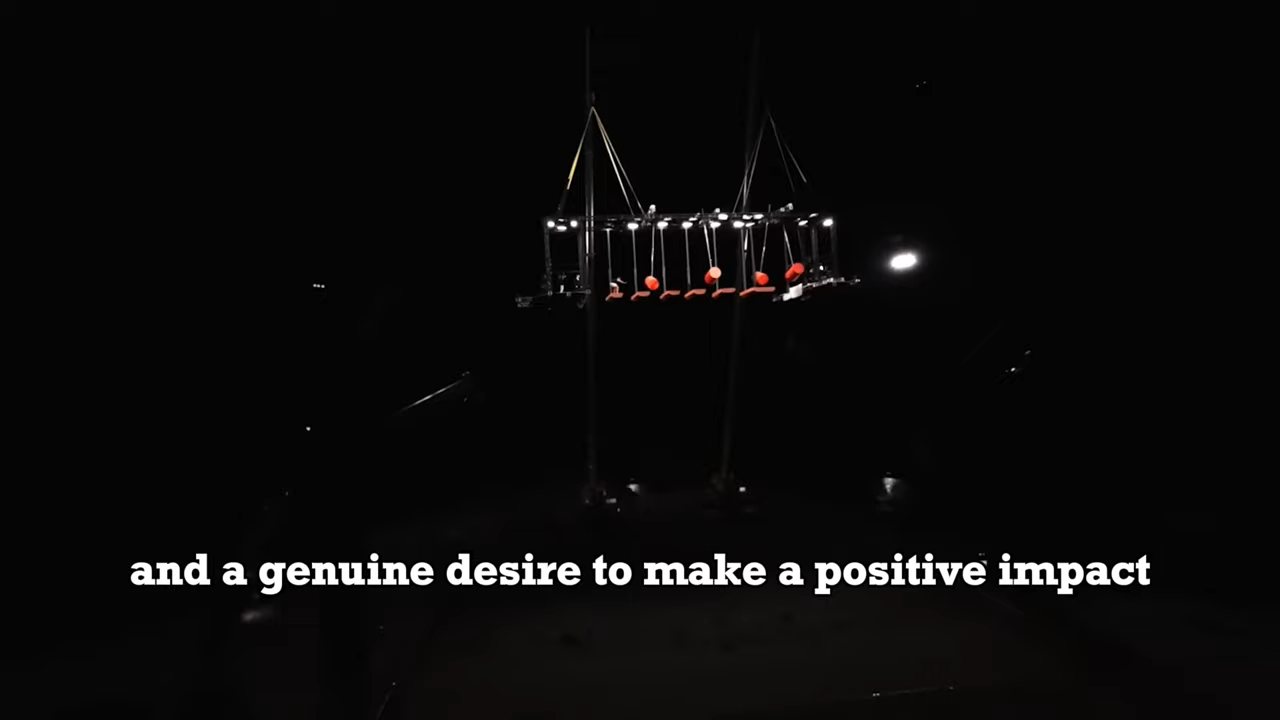 and a genuine desire to make a positive impact